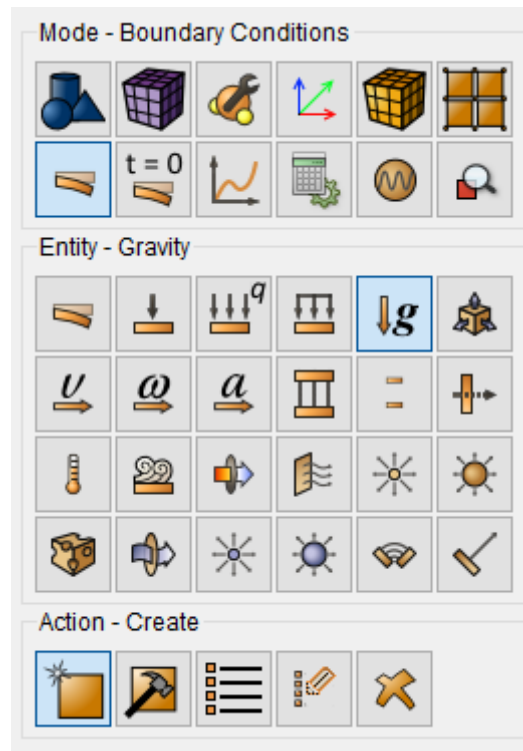 Mode - Boundary Conditions
t = 0
Entity - Gravity
q
g
υ ω a
Action - Create